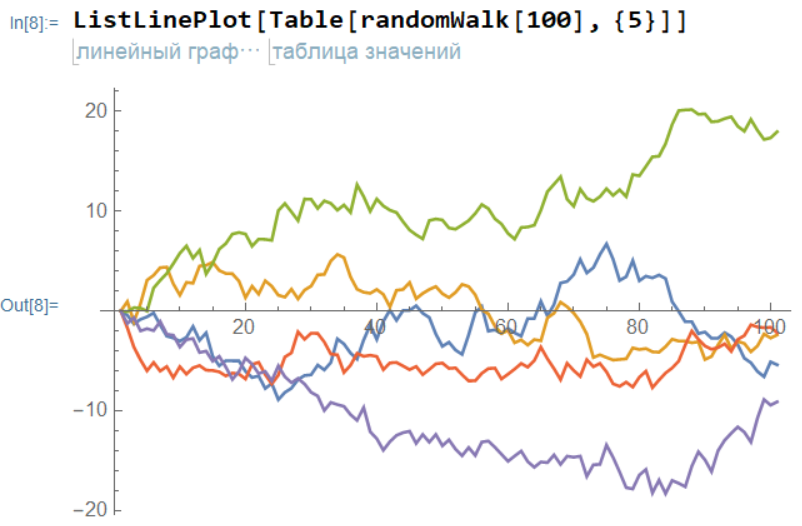 In[8]:= ListLinePlot[Table[randomWalk[100], {5}]]
линейный граф… таблица значений
20
10
Out[8]=
20 40 60 80 100
−10
−20